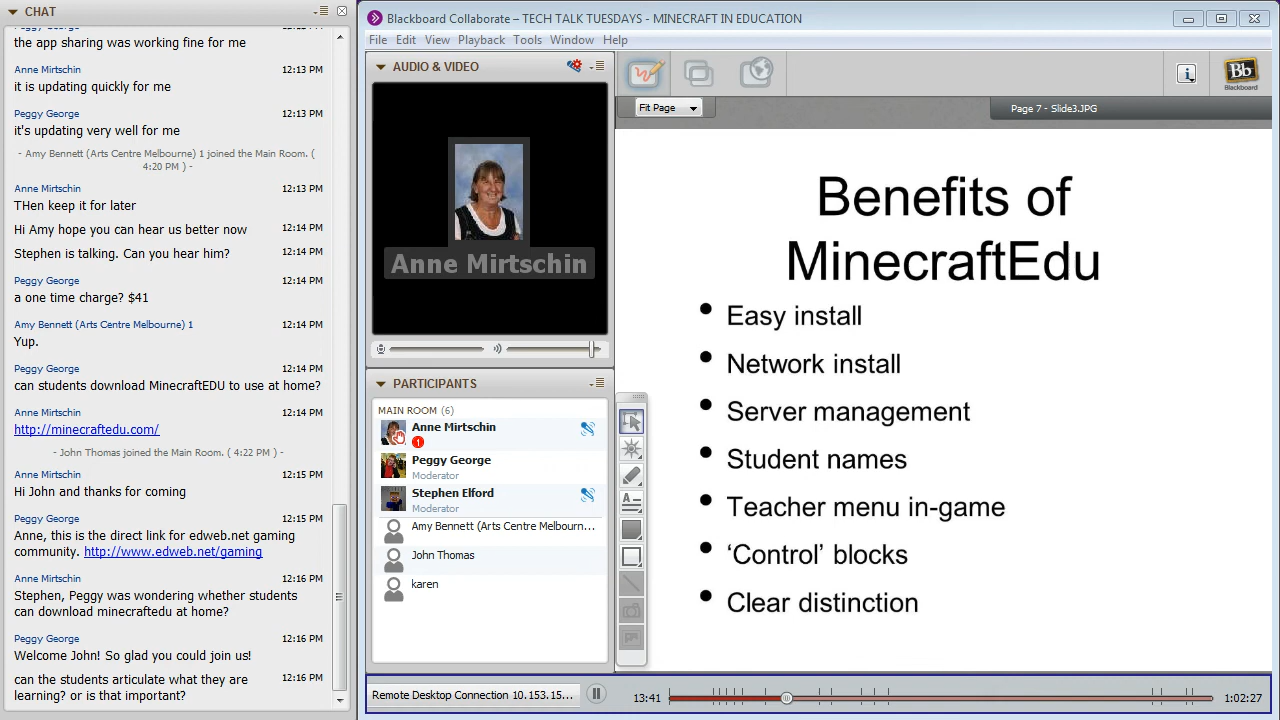 CHAT
Peggy George 12:13 PM
the app sharing was working fine for me
Anne Mirtschin 12:13 PM
it is updating quickly for me
Peggy George 12:13 PM
it's updating very well for me
- Amy Bennett (Arts Centre Melbourne) 1 joined the Main Room. (
4:20 PM ) -
Anne Mirtschin 12:13 PM
THen keep it for later
Hi Amy hope you can hear us better now 12:14 PM
Stephen is talking. Can you hear him? 12:14 PM
Peggy George 12:14 PM
a one time charge? $41
Amy Bennett (Arts Centre Melbourne) 1 12:14 PM
Yup.
Peggy George 12:14 PM
can students download MinecraftEDU to use at home?
Anne Mirtschin 12:14 PM
http://minecraftedu.com/
- John Thomas joined the Main Room. ( 4:22 PM ) -
Anne Mirtschin 12:15 PM
Hi John and thanks for coming
Peggy George 12:15 PM
Anne, this is the direct link for edweb.net gaming
community. http://www.edweb.net/gaming
Anne Mirtschin 12:16 PM
Stephen, Peggy was wondering whether students
can download minecraftedu at home?
Peggy George 12:16 PM
Welcome John! So glad you could join us!
can the students articulate what they are 12:16 PM
learning? or is that important?
Blackboard Collaborate – TECH TALK TUESDAYS - MINECRAFT IN EDUCATION
File Edit View Playback Tools Window Help
AUDIO & VIDEO
Anne Mirtschin
PARTICIPANTS
MAIN ROOM (6)
Anne Mirtschin
1
Peggy George
Moderator
Stephen Elford
Moderator
Amy Bennett (Arts Centre Melbourn...
John Thomas
karen
Bb
Blackboard
Fit Page
Page 7 - Slide3.JPG
Benefits of
MinecraftEdu
• Easy install
• Network install
• Server management
• Student names
• Teacher menu in-game
• ‘Control’ blocks
• Clear distinction
Remote Desktop Connection 10.153.15...
13:41
1:02:27